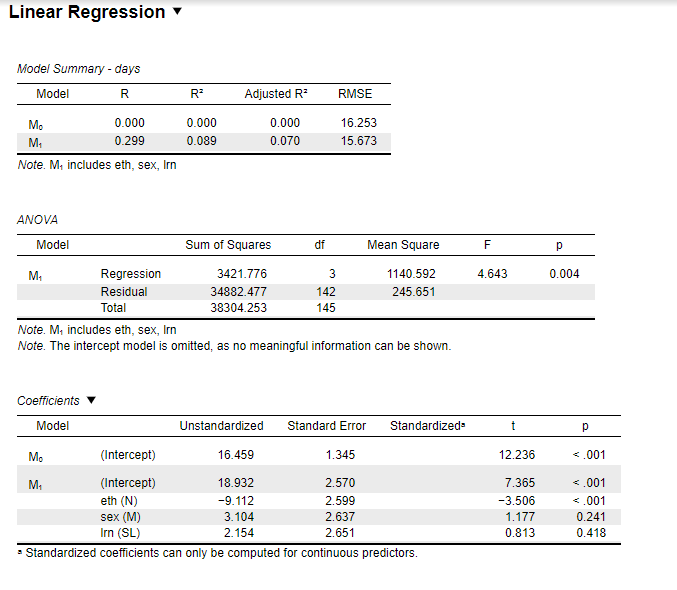 Linear Regression ▼
Model Summary - days
Model R R² Adjusted R² RMSE
M₀ 0.000 0.000 0.000 16.253
M₁ 0.299 0.089 0.070 15.673
Note. M₁ includes eth, sex, lrn
ANOVA
Model Sum of Squares df Mean Square F p
M₁ Regression 3421.776 3 1140.592 4.643 0.004
Residual 34882.477 142 245.651
Total 38304.253 145
Note. M₁ includes eth, sex, lrn
Note. The intercept model is omitted, as no meaningful information can be shown.
Coefficients ▼
Model Unstandardized Standard Error Standardizedᵃ t p
M₀ (Intercept) 16.459 1.345 12.236 < .001
M₁ (Intercept) 18.932 2.570 7.365 < .001
eth (N) −9.112 2.599 −3.506 < .001
sex (M) 3.104 2.637 1.177 0.241
lrn (SL) 2.154 2.651 0.813 0.418
ᵃ Standardized coefficients can only be computed for continuous predictors.